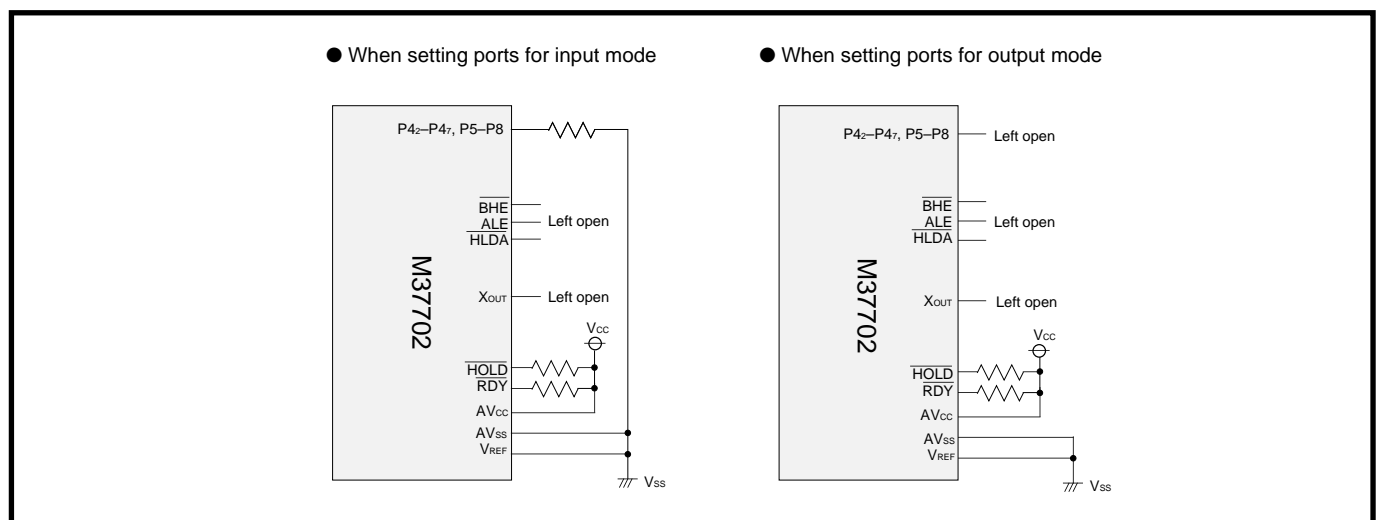 ● When setting ports for input mode
P4₂–P4₇, P5–P8
BHE
ALE
HLDA
Left open
M37702
XOUT
Left open
VCC
HOLD
RDY
AVCC
AVSS
VREF
VSS
● When setting ports for output mode
P4₂–P4₇, P5–P8
Left open
BHE
ALE
HLDA
Left open
M37702
XOUT
Left open
VCC
HOLD
RDY
AVCC
AVSS
VREF
VSS